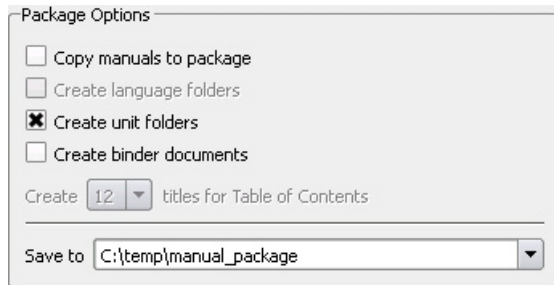 Package Options
Copy manuals to package
Create language folders
Create unit folders
Create binder documents
Create 12 titles for Table of Contents
Save to C:\temp\manual_package